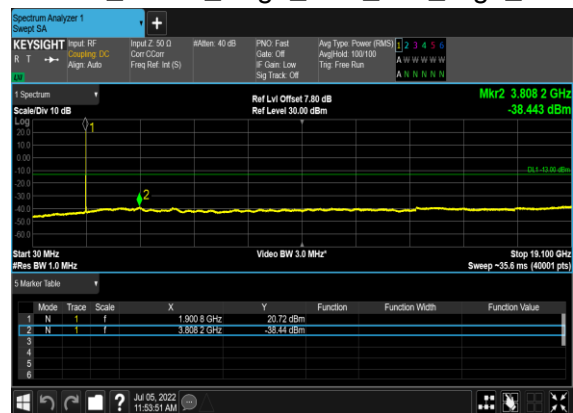 Spectrum Analyzer 1
Swept SA
+
KEYSIGHT Input: RF Input Z: 50 Ω #Atten: 40 dB PNO: Fast Avg Type: Power (RMS) 1 2 3 4 5 6
R T Coupling: DC Corr CCorr Gate: Off Avg|Hold: 100/100 A W W W W W
Align: Auto Freq Ref: Int (S) IF Gain: Low Trig: Free Run
LM Sig Track: Off A N N N N N
1 Spectrum Ref Lvl Offset 7.80 dB Mkr2 3.808 2 GHz
Scale/Div 10 dB Ref Level 30.00 dBm -38.443 dBm
Log
20.0
10.0
0.00
-10.0
DL1 -13.00 dBm
-20.0
-30.0
-40.0
-50.0
-60.0
1
2
Start 30 MHz Video BW 3.0 MHz* Stop 19.100 GHz
#Res BW 1.0 MHz Sweep ~35.6 ms (40001 pts)
5 Marker Table
Mode Trace Scale X Y Function Function Width Function Value
1 N 1 f 1.900 8 GHz 20.72 dBm
2 N 1 f 3.808 2 GHz -38.44 dBm
3
4
5
6
? Jul 05, 2022
11:53:51 AM